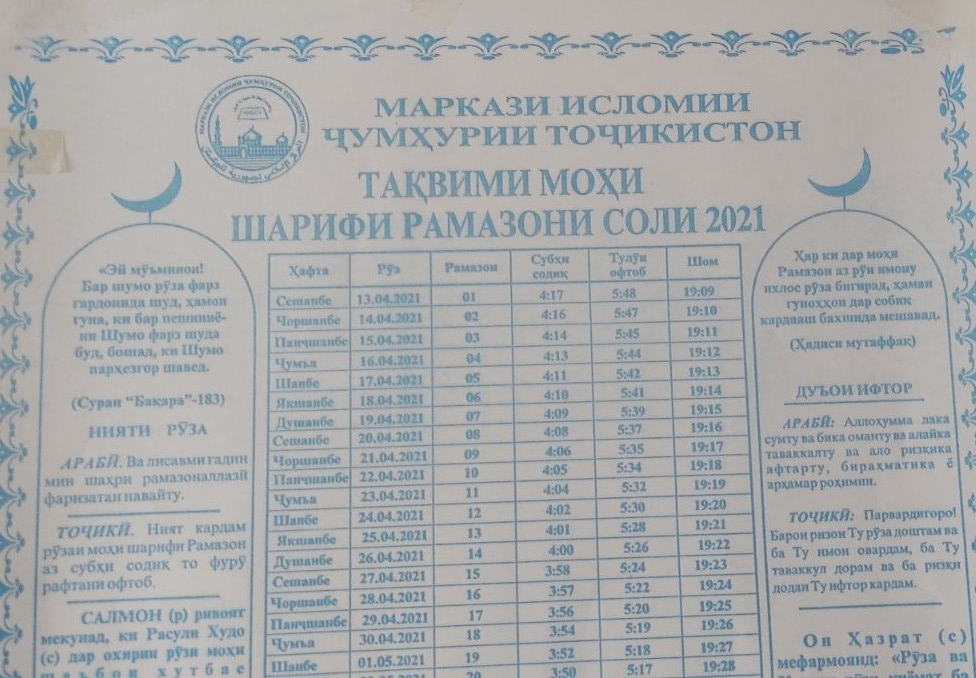 МАРКАЗИ ИСЛОМИИ ҶУМҲУРИИ ТОҶИКИСТОН
МАРКАЗИ ИСЛОМИИ
ҶУМҲУРИИ ТОҶИКИСТОН
ТАҚВИМИ МОҲИ
ШАРИФИ РАМАЗОНИ СОЛИ 2021
«Эй мӯъминон!
Бар шумо рӯза фарз
гардонида шуд, ҳамон
гуна, ки бар пешиниё-
ни Шумо фарз шуда
буд, бошад, ки Шумо
парҳезгор шавед.
(Сураи “Бақара”-183)
НИЯТИ РӮЗА
АРАБӢ. Ва лисавми гадин
мин шаҳри рамазоналлазӣ
фаризатан навайту.
ТОҶИКӢ. Ният кардам
рӯзаи моҳи шарифи Рамазон
аз субҳи содиқ то фурӯ
рафтани офтоб.
САЛМОН (р) ривоят
мекунад, ки Расули Худо
(с) дар охирин рӯзи моҳи
шаъбон хутбае
Ҳафта Рӯз Рамазон Субҳи содиқ Тулӯи офтоб Шом
Сешанбе 13.04.2021 01 4:17 5:48 19:09
Чоршанбе 14.04.2021 02 4:16 5:47 19:10
Панҷшанбе 15.04.2021 03 4:14 5:45 19:11
Ҷумъа 16.04.2021 04 4:13 5:44 19:12
Шанбе 17.04.2021 05 4:11 5:42 19:13
Якшанбе 18.04.2021 06 4:10 5:41 19:14
Душанбе 19.04.2021 07 4:09 5:39 19:15
Сешанбе 20.04.2021 08 4:08 5:37 19:16
Чоршанбе 21.04.2021 09 4:06 5:35 19:17
Панҷшанбе 22.04.2021 10 4:05 5:34 19:18
Ҷумъа 23.04.2021 11 4:04 5:32 19:19
Шанбе 24.04.2021 12 4:02 5:30 19:20
Якшанбе 25.04.2021 13 4:01 5:28 19:21
Душанбе 26.04.2021 14 4:00 5:26 19:22
Сешанбе 27.04.2021 15 3:58 5:24 19:23
Чоршанбе 28.04.2021 16 3:57 5:22 19:24
Панҷшанбе 29.04.2021 17 3:56 5:20 19:25
Ҷумъа 30.04.2021 18 3:54 5:19 19:26
Шанбе 01.05.2021 19 3:52 5:18 19:27
20 3:50 5:17 19:28
Ҳар ки дар моҳи
Рамазон аз рӯи имону
ихлос рӯза бигирад, ҳамаи
гуноҳҳои дар собиқ
кардааш бахшида мешавад.
(Ҳадиси мутаффақ)
ДУЪОИ ИФТОР
АРАБӢ: Аллоҳумма лака
сумту ва бика оманту ва алайка
таваккалту ва ало ризқика
афтарту, бираҳматика ё
арҳамар роҳимин.
ТОҶИКӢ: Парвардигоро!
Барои ризои Ту рӯза доштам ва
ба Ту имон овардам, ба Ту
таваккул дорам ва ба ризқи
додаи Ту ифтор кардам.
Он Ҳазрат (с)
мефармоянд: «Рӯза ва